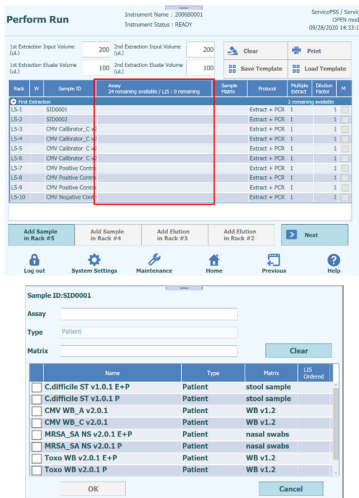 Perform Run
Instrument Name : 200680001
Instrument Status : READY
ServicePSS / Servic
OPEN mod
09/28/2020 14:33:1
1st Extraction Input Volume (uL) 200 2nd Extraction Input Volume (uL) 200 Clear Print
1st Extraction Eluate Volume (uL) 100 2nd Extraction Eluate Volume (uL) 100 Save Template Load Template
Rack W Sample ID Assay Sample Matrix Protocol Multiple Extract Dilution Factor M
24 remaining available / LIS : 0 remaining
First Extraction 2 remaining available
L5-1 SID0001 Extract + PCR 1 1
L5-2 SID0002 Extract + PCR 1 1
L5-3 CMV Calibrator_C v2 Extract + PCR 1 1
L5-4 CMV Calibrator_C v2 Extract + PCR 1 1
L5-5 CMV Calibrator_C v2 Extract + PCR 1 1
L5-6 CMV Calibrator_C v2 Extract + PCR 1 1
L5-7 CMV Positive Contr Extract + PCR 1 1
L5-8 CMV Positive Contr Extract + PCR 1 1
L5-9 CMV Positive Contr Extract + PCR 1 1
L5-10 CMV Negative Cont Extract + PCR 1 1
Add Sample in Rack #5 Add Sample in Rack #4 Add Elution in Rack #3 Add Elution in Rack #2 Next
Log out System Settings Maintenance Home Previous Help
Sample ID:SID0001
Assay
Type Patient
Matrix Clear
Name Type Matrix LIS Ordered
C.difficile ST v1.0.1 E+P Patient stool sample
C.difficile ST v1.0.1 P Patient stool sample
CMV WB_A v2.0.1 Patient WB v1.2
CMV WB_C v2.0.1 Patient WB v1.2
MRSA_SA NS v2.0.1 E+P Patient nasal swabs
MRSA_SA NS v2.0.1 P Patient nasal swabs
Toxo WB v2.0.1 E+P Patient WB v1.2
Toxo WB v2.0.1 P Patient WB v1.2
OK Cancel